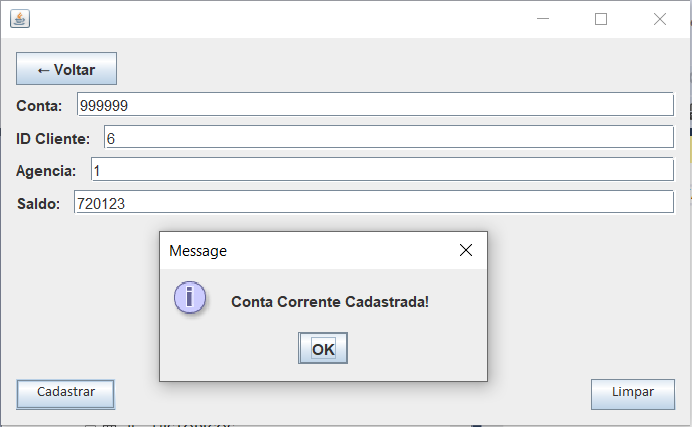 ← Voltar
Conta: 999999
ID Cliente: 6
Agencia: 1
Saldo: 720123
Message
Conta Corrente Cadastrada!
OK
Cadastrar
Limpar